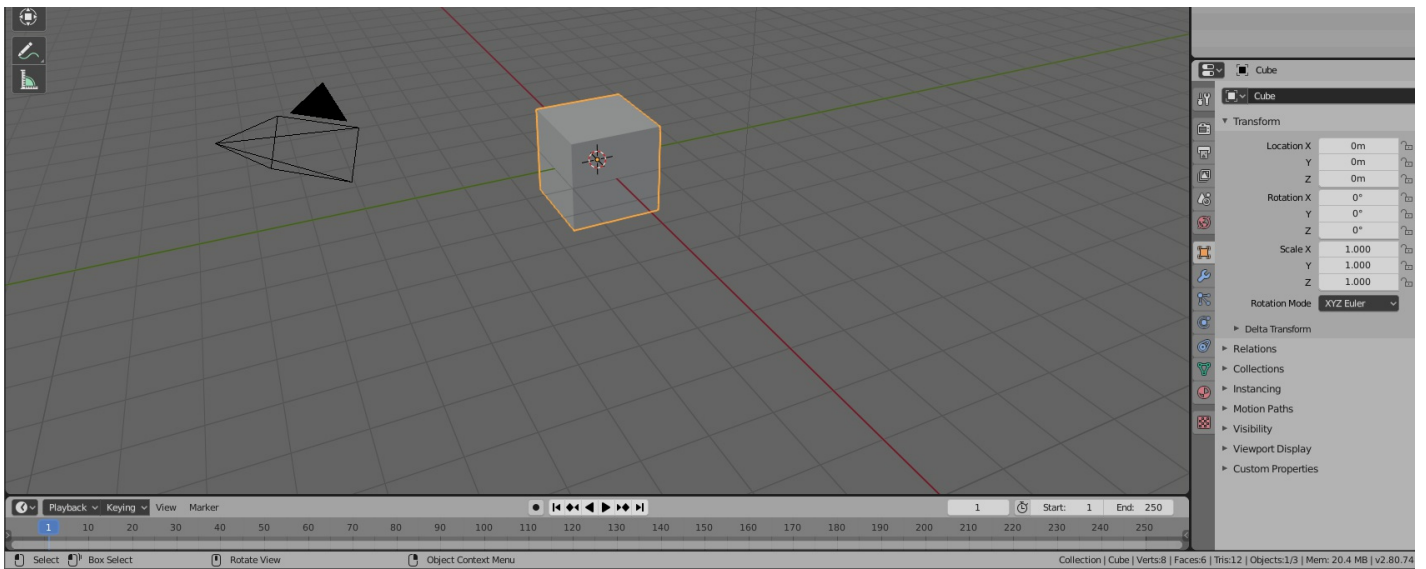 Cube
Cube
Transform
Location X 0m
Y 0m
Z 0m
Rotation X 0°
Y 0°
Z 0°
Scale X 1.000
Y 1.000
Z 1.000
Rotation Mode XYZ Euler
Delta Transform
Relations
Collections
Instancing
Motion Paths
Visibility
Viewport Display
Custom Properties
Playback Keying View Marker 1 Start: 1 End: 250
1 10 20 30 40 50 60 70 80 90 100 110 120 130 140 150 160 170 180 190 200 210 220 230 240 250
Select Box Select Rotate View Object Context Menu Collection | Cube | Verts:8 | Faces:6 | Tris:12 | Objects:1/3 | Mem: 20.4 MB | v2.80.74